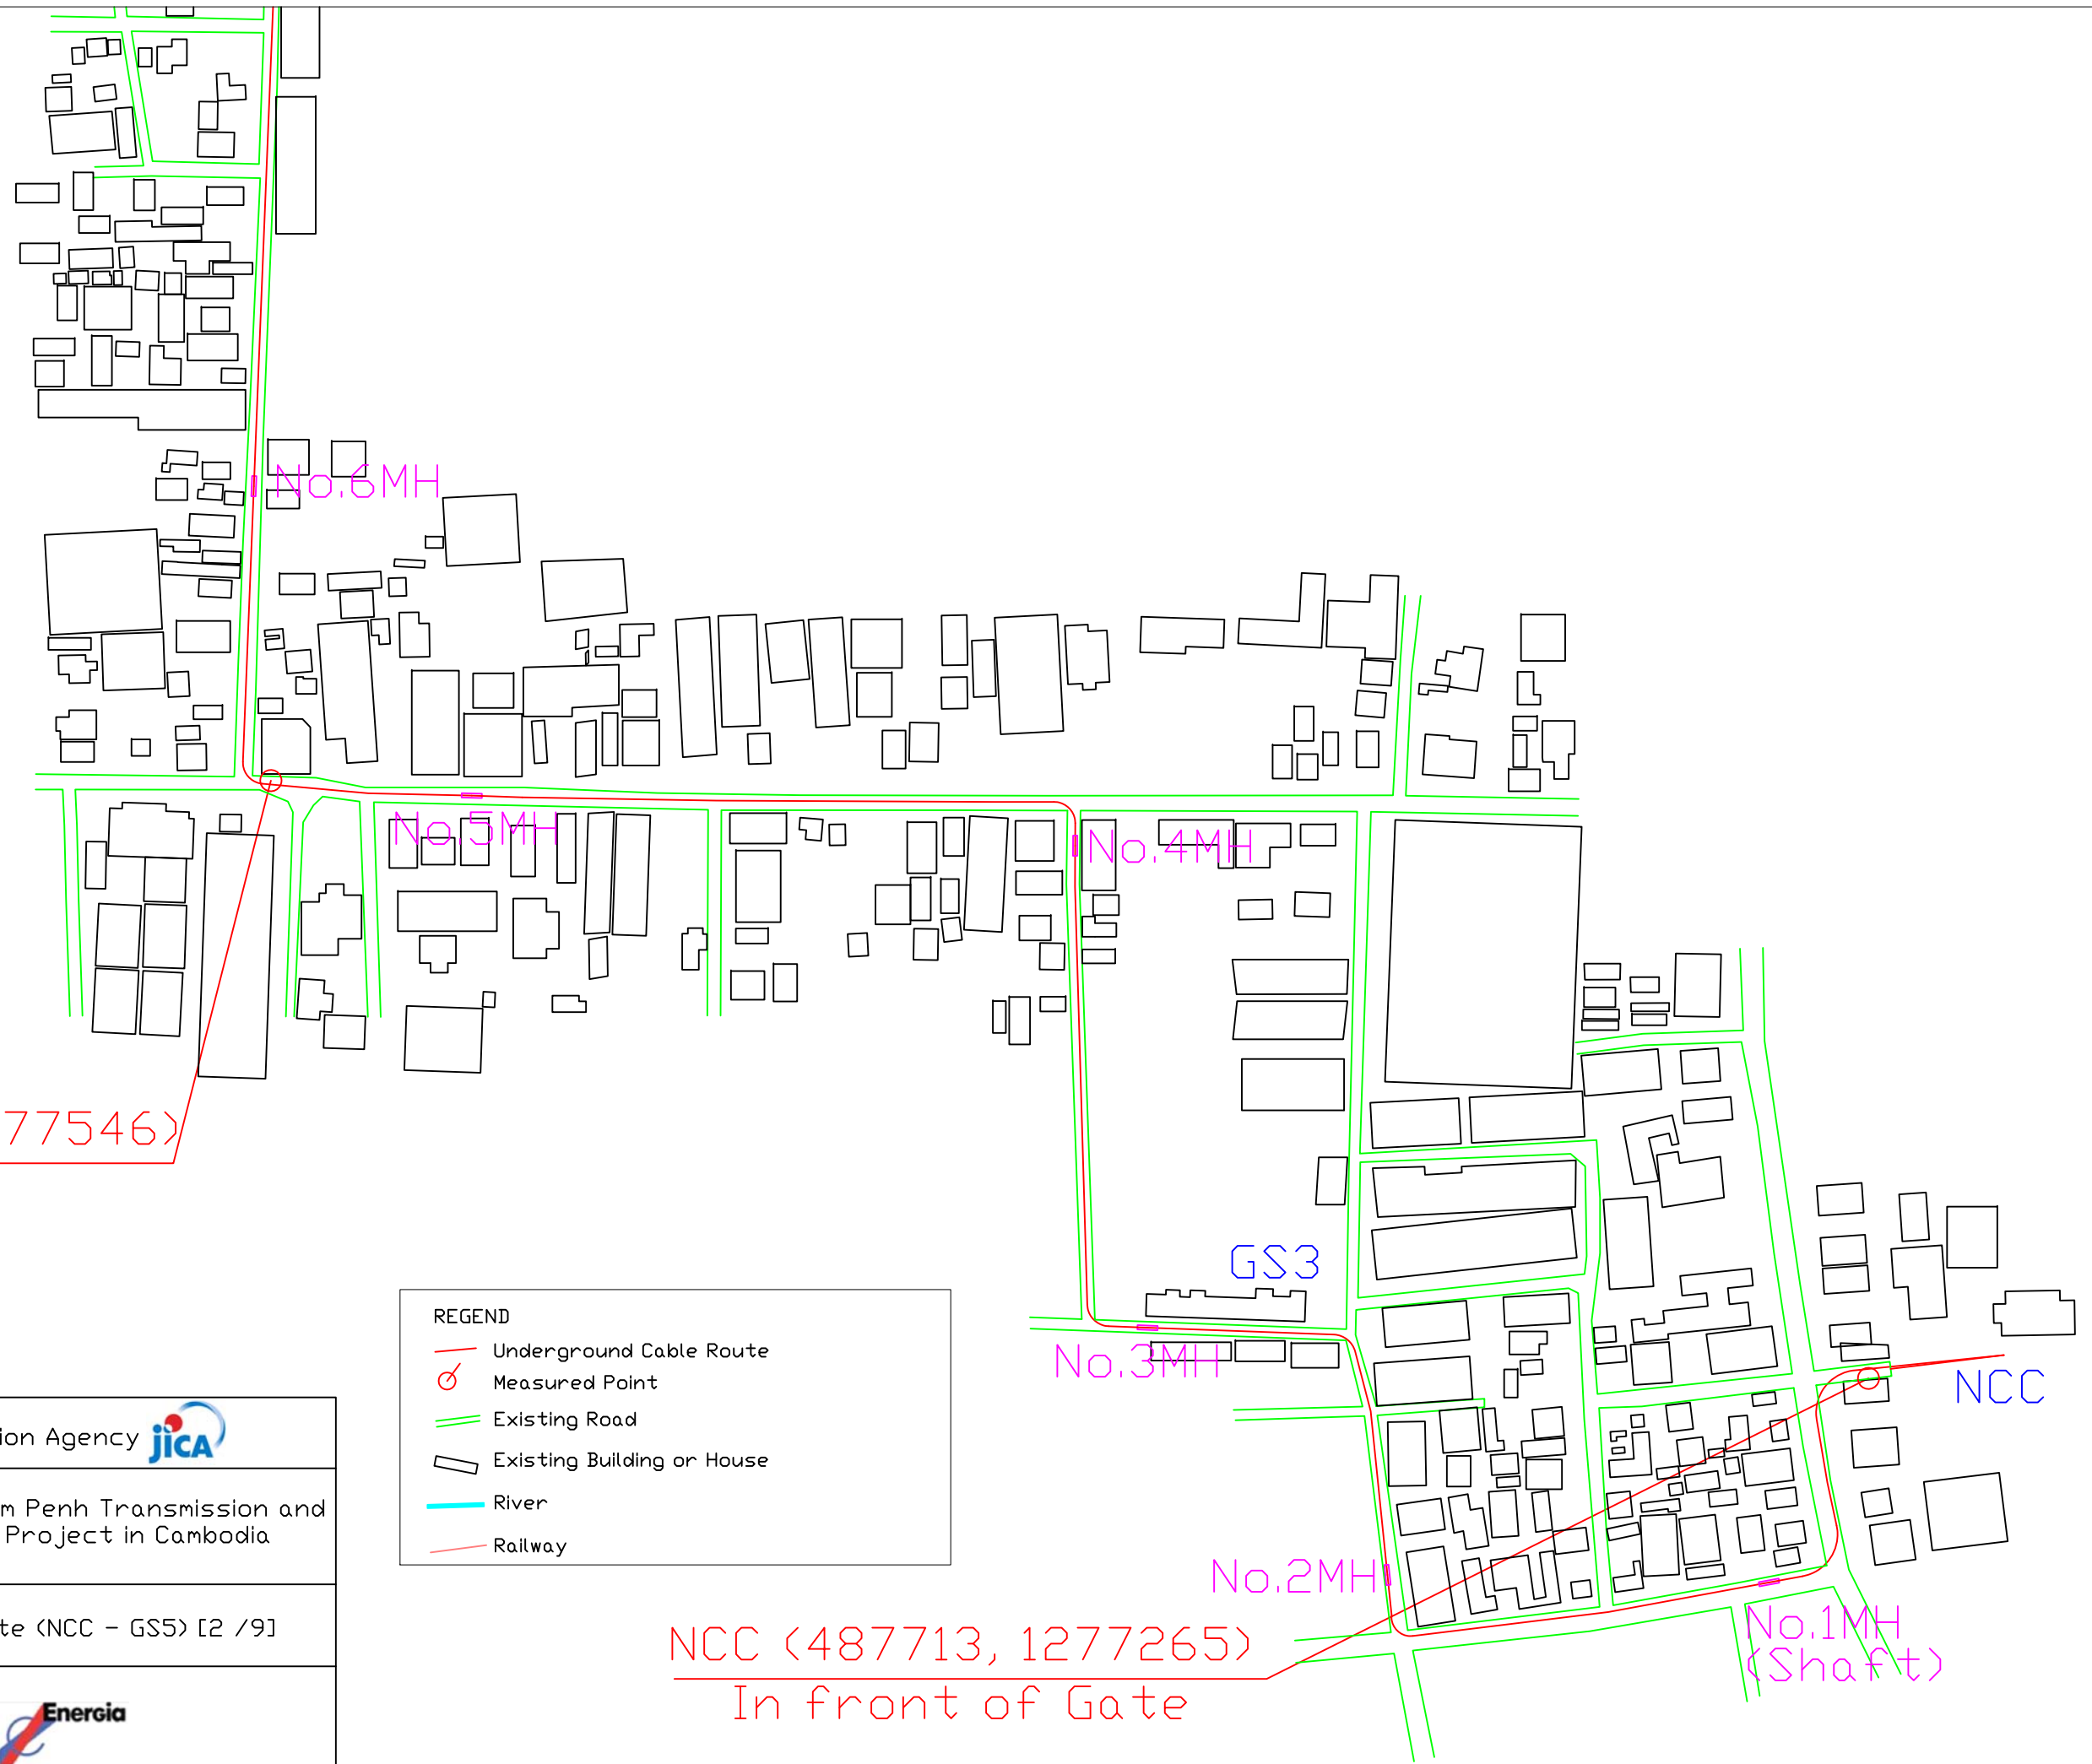 No.6MH
No.5MH
No.4MH
77546)
GS3
No.3MH
NCC
REGEND
Underground Cable Route
Measured Point
Existing Road
Existing Building or House
River
Railway
ion Agency
jICA
m Penh Transmission and
Project in Cambodia
te (NCC - GS5) [2 /9]
Energia
No.2MH
No.1MH
(Shaft)
NCC (487713, 1277265)
In front of Gate